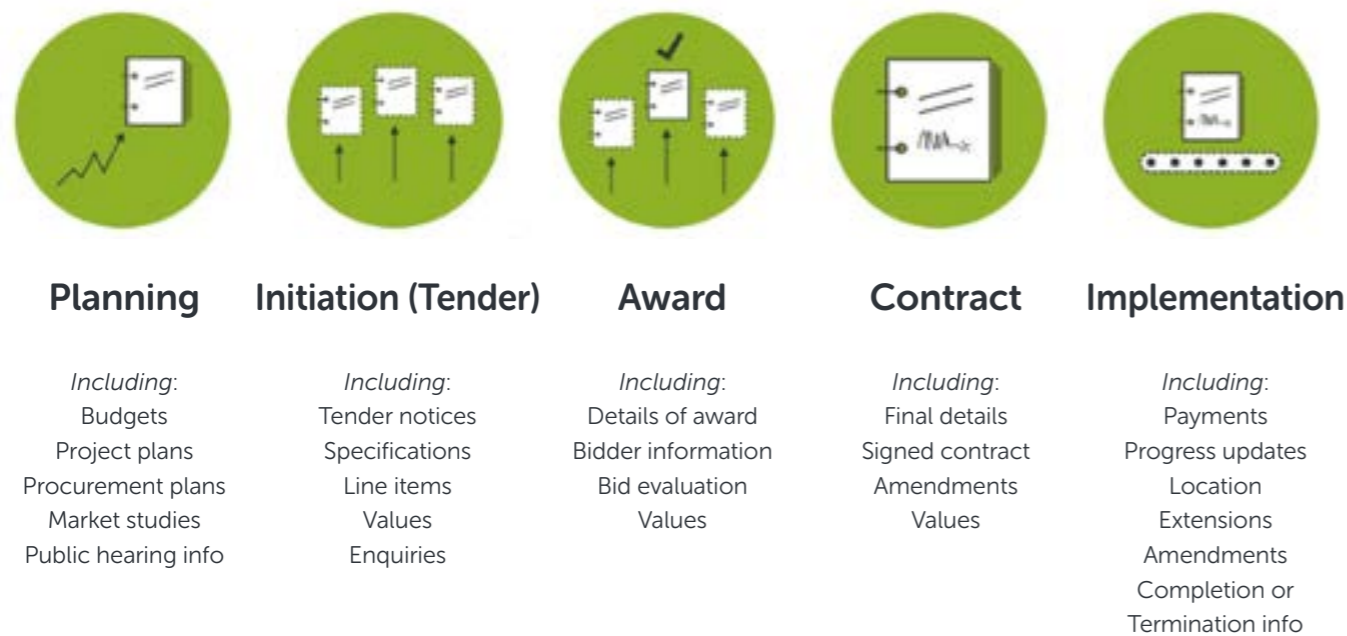 Planning
Including:
Budgets
Project plans
Procurement plans
Market studies
Public hearing info
Initiation (Tender)
Including:
Tender notices
Specifications
Line items
Values
Enquiries
Award
Including:
Details of award
Bidder information
Bid evaluation
Values
Contract
Including:
Final details
Signed contract
Amendments
Values
Implementation
Including:
Payments
Progress updates
Location
Extensions
Amendments
Completion or
Termination info